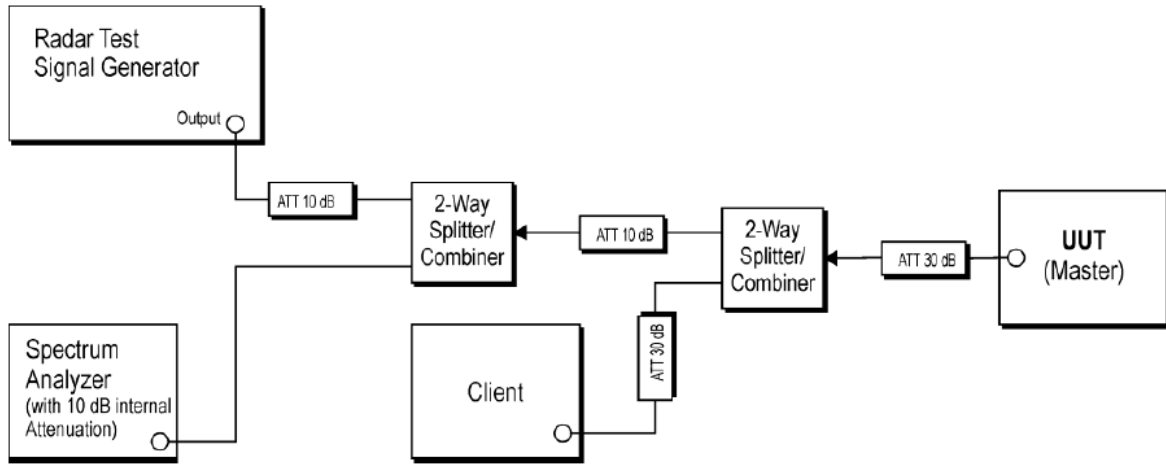 Radar Test
Signal Generator
Output
ATT 10 dB
2-Way
Splitter/
Combiner
ATT 10 dB
2-Way
Splitter/
Combiner
ATT 30 dB
UUT
(Master)
Spectrum
Analyzer
(with 10 dB internal
Attenuation)
Client
ATT 30 dB